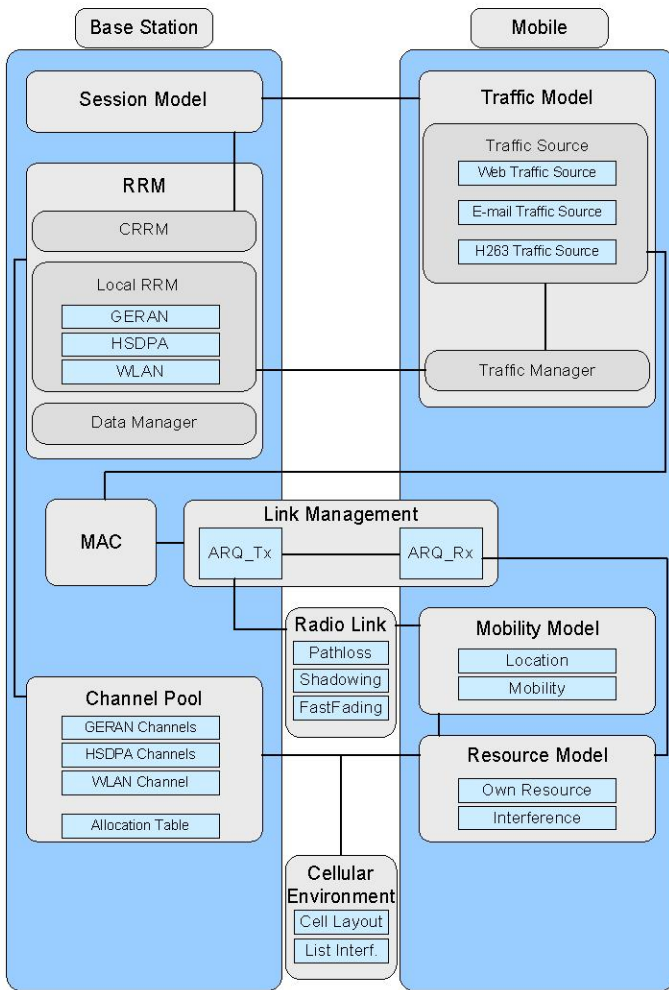 Base Station
Mobile
Session Model
Traffic Model
Traffic Source
Web Traffic Source
E-mail Traffic Source
H263 Traffic Source
RRM
CRRM
Local RRM
GERAN
HSDPA
WLAN
Traffic Manager
Data Manager
MAC
Link Management
ARQ_Tx
ARQ_Rx
Radio Link
Pathloss
Shadowing
FastFading
Mobility Model
Location
Mobility
Channel Pool
GERAN Channels
HSDPA Channels
WLAN Channel
Allocation Table
Resource Model
Own Resource
Interference
Cellular
Environment
Cell Layout
List Interf.